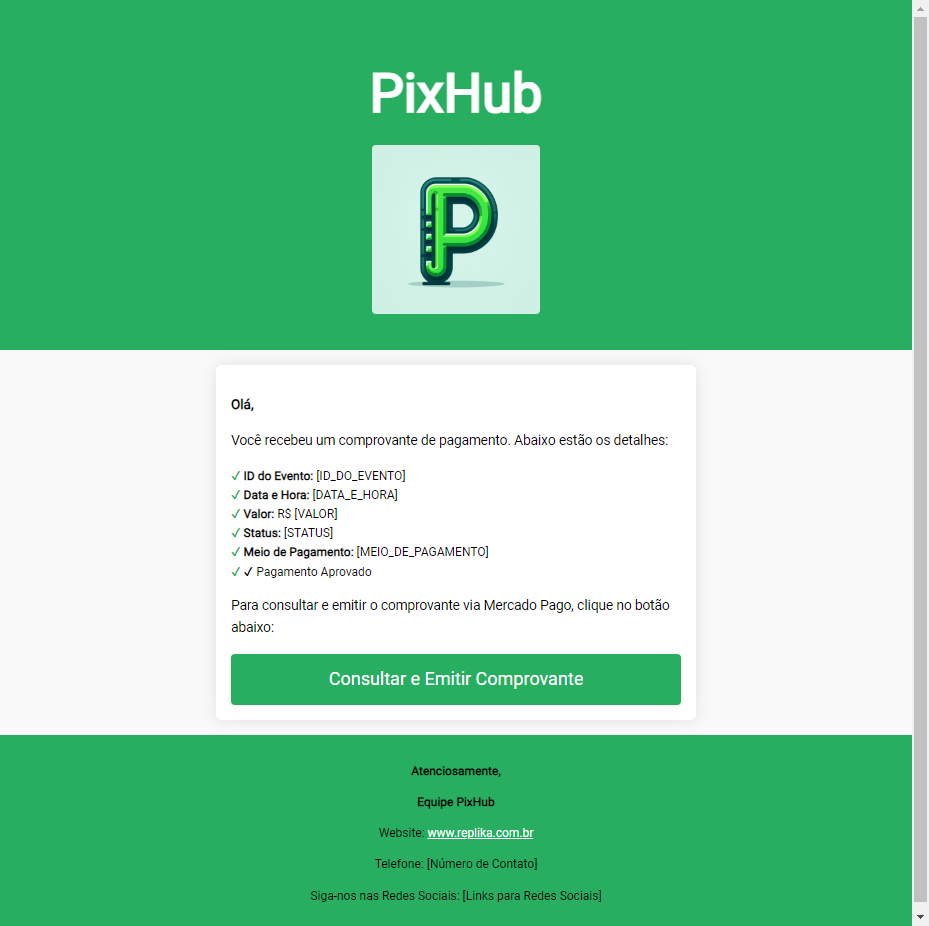 PixHub
P
Olá,
Você recebeu um comprovante de pagamento. Abaixo estão os detalhes:
✓ ID do Evento: [ID_DO_EVENTO]
✓ Data e Hora: [DATA_E_HORA]
✓ Valor: R$ [VALOR]
✓ Status: [STATUS]
✓ Meio de Pagamento: [MEIO_DE_PAGAMENTO]
✓ ✓ Pagamento Aprovado
Para consultar e emitir o comprovante via Mercado Pago, clique no botão
abaixo:
Consultar e Emitir Comprovante
Atenciosamente,
Equipe PixHub
Website: www.replika.com.br
Telefone: [Número de Contato]
Siga-nos nas Redes Sociais: [Links para Redes Sociais]